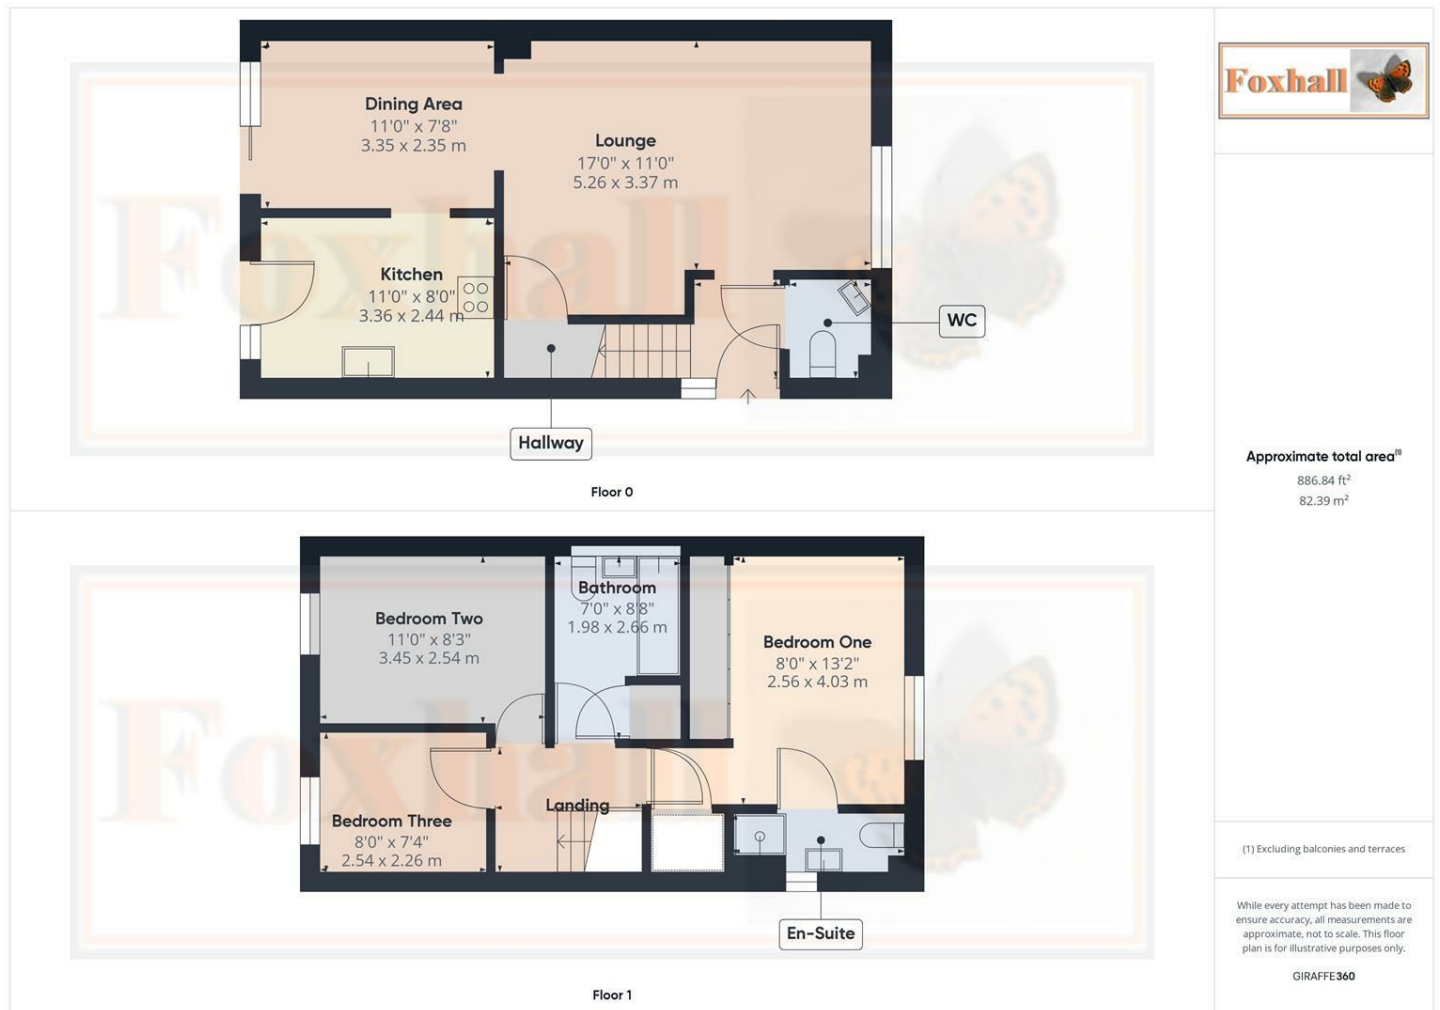 Dining Area
11'0" x 7'8"
3.35 x 2.35 m
Lounge
17'0" x 11'0"
5.26 x 3.37 m
Kitchen
11'0" x 8'0"
3.36 x 2.44 m
WC
Hallway
Floor 0
Foxhall
Bedroom Two
11'0" x 8'3"
3.45 x 2.54 m
Bathroom
7'0" x 8'8"
1.98 x 2.66 m
Bedroom One
8'0" x 13'2"
2.56 x 4.03 m
Bedroom Three
8'0" x 7'4"
2.54 x 2.26 m
Landing
En-Suite
Floor 1
Foxhall
Foxhall
Approximate total area⁽¹⁾
886.84 ft²
82.39 m²
(1) Excluding balconies and terraces
While every attempt has been made to
ensure accuracy, all measurements are
approximate, not to scale. This floor
plan is for illustrative purposes only.
GIRAFFE360